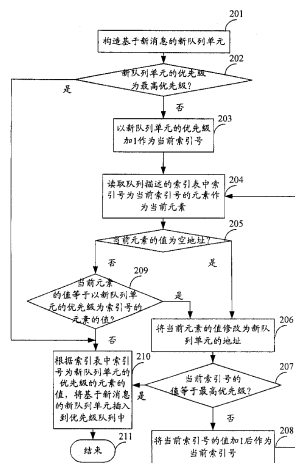 201
构造基于新消息的新队列单元
202
新队列单元的优先级
为最高优先级?
是
否
203
以新队列单元的优先级
加1作为当前索引号
204
读取队列描述的索引表中索
引号为当前索引号的元素作
为当前元素
205
当前元素的值为空地址?
否
是
209
当前元素
的值等于以新队列单
元的优先级为索引号的
元素的值?
是
否
206
将当前元素的值修改为新队
列单元的地址
210
根据索引表中索引
号为新队列单元的
优先级的元素的
值,将基于新消息
的新队列单元插入
到优先级队列中
207
当前索引号的
值等于最高优先级?
是
否
208
将当前索引号的值加1后作为
当前索引号
211
结束